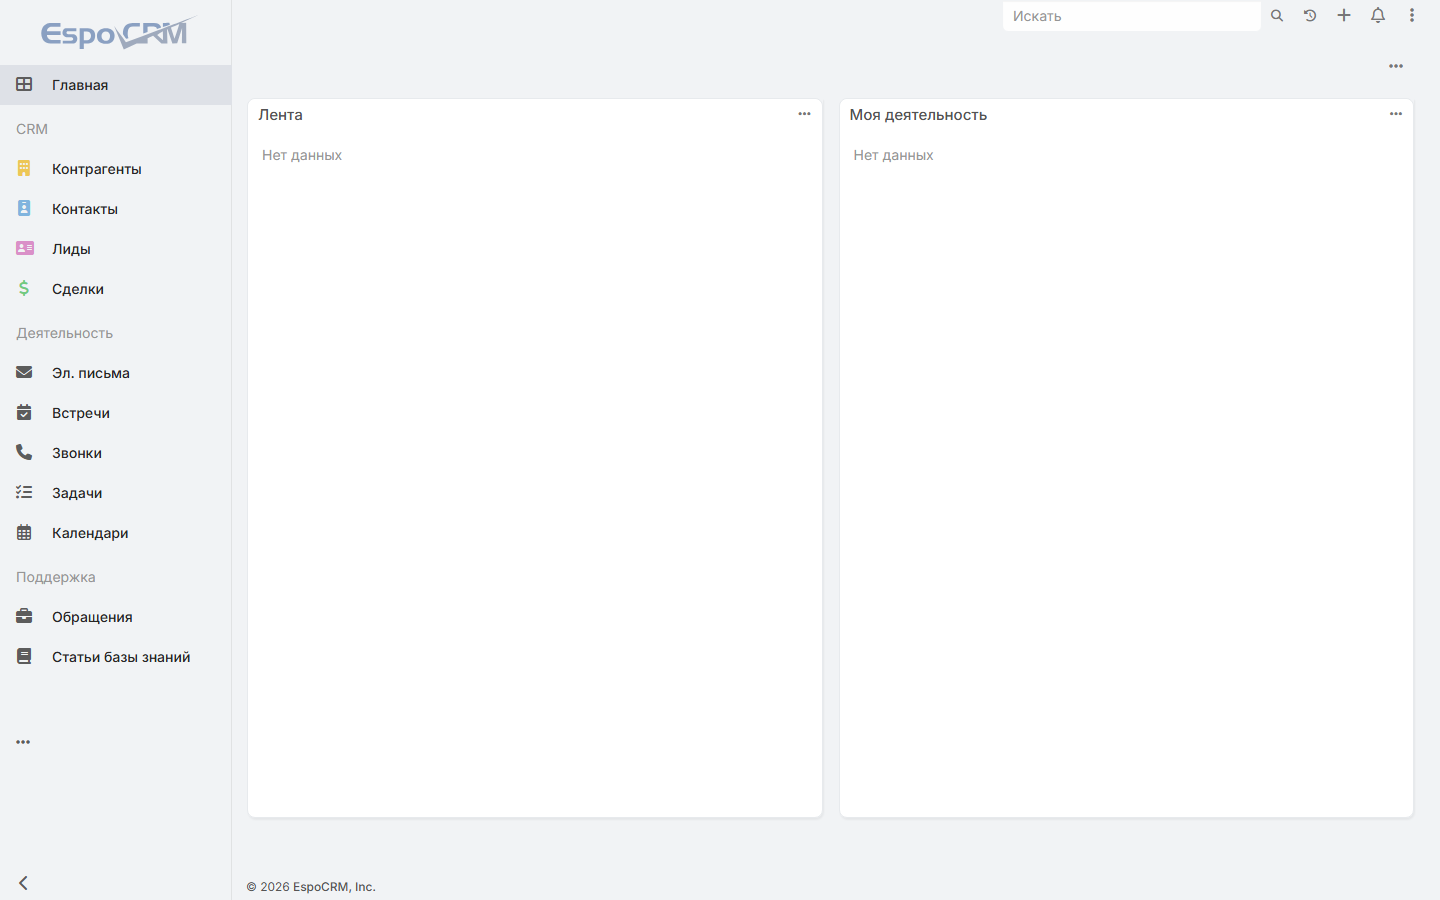 EspoCRM
Искать
Главная
CRM
Контрагенты
Контакты
Лиды
Сделки
Деятельность
Эл. письма
Встречи
Звонки
Задачи
Календари
Поддержка
Обращения
Статьи базы знаний
Лента
Нет данных
Моя деятельность
Нет данных
© 2026 EspoCRM, Inc.